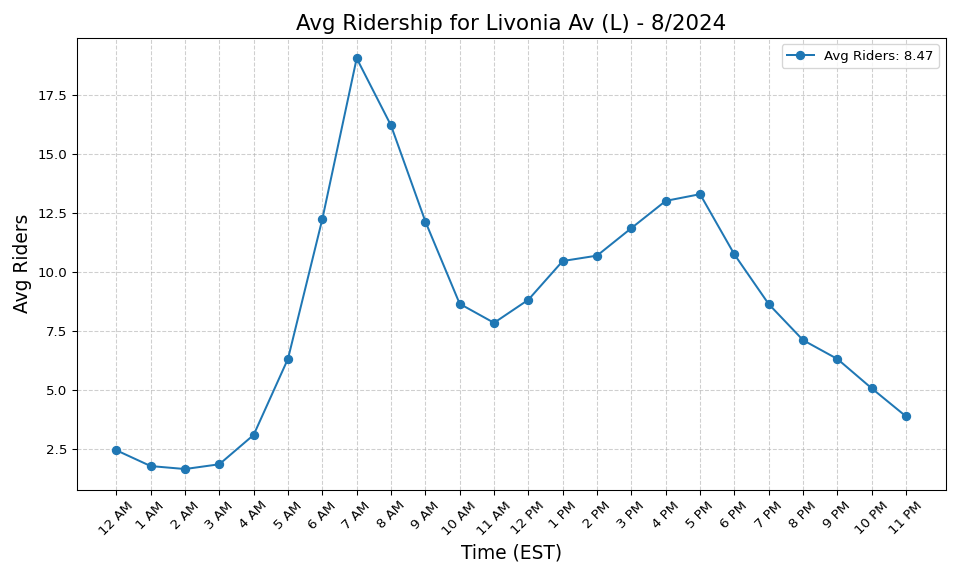 Avg Ridership for Livonia Av (L) - 8/2024
Avg Riders: 8.47
Avg Riders
17.5
15.0
12.5
10.0
7.5
5.0
2.5
12 AM
1 AM
2 AM
3 AM
4 AM
5 AM
6 AM
7 AM
8 AM
9 AM
10 AM
11 AM
12 PM
1 PM
2 PM
3 PM
4 PM
5 PM
6 PM
7 PM
8 PM
9 PM
10 PM
11 PM
Time (EST)